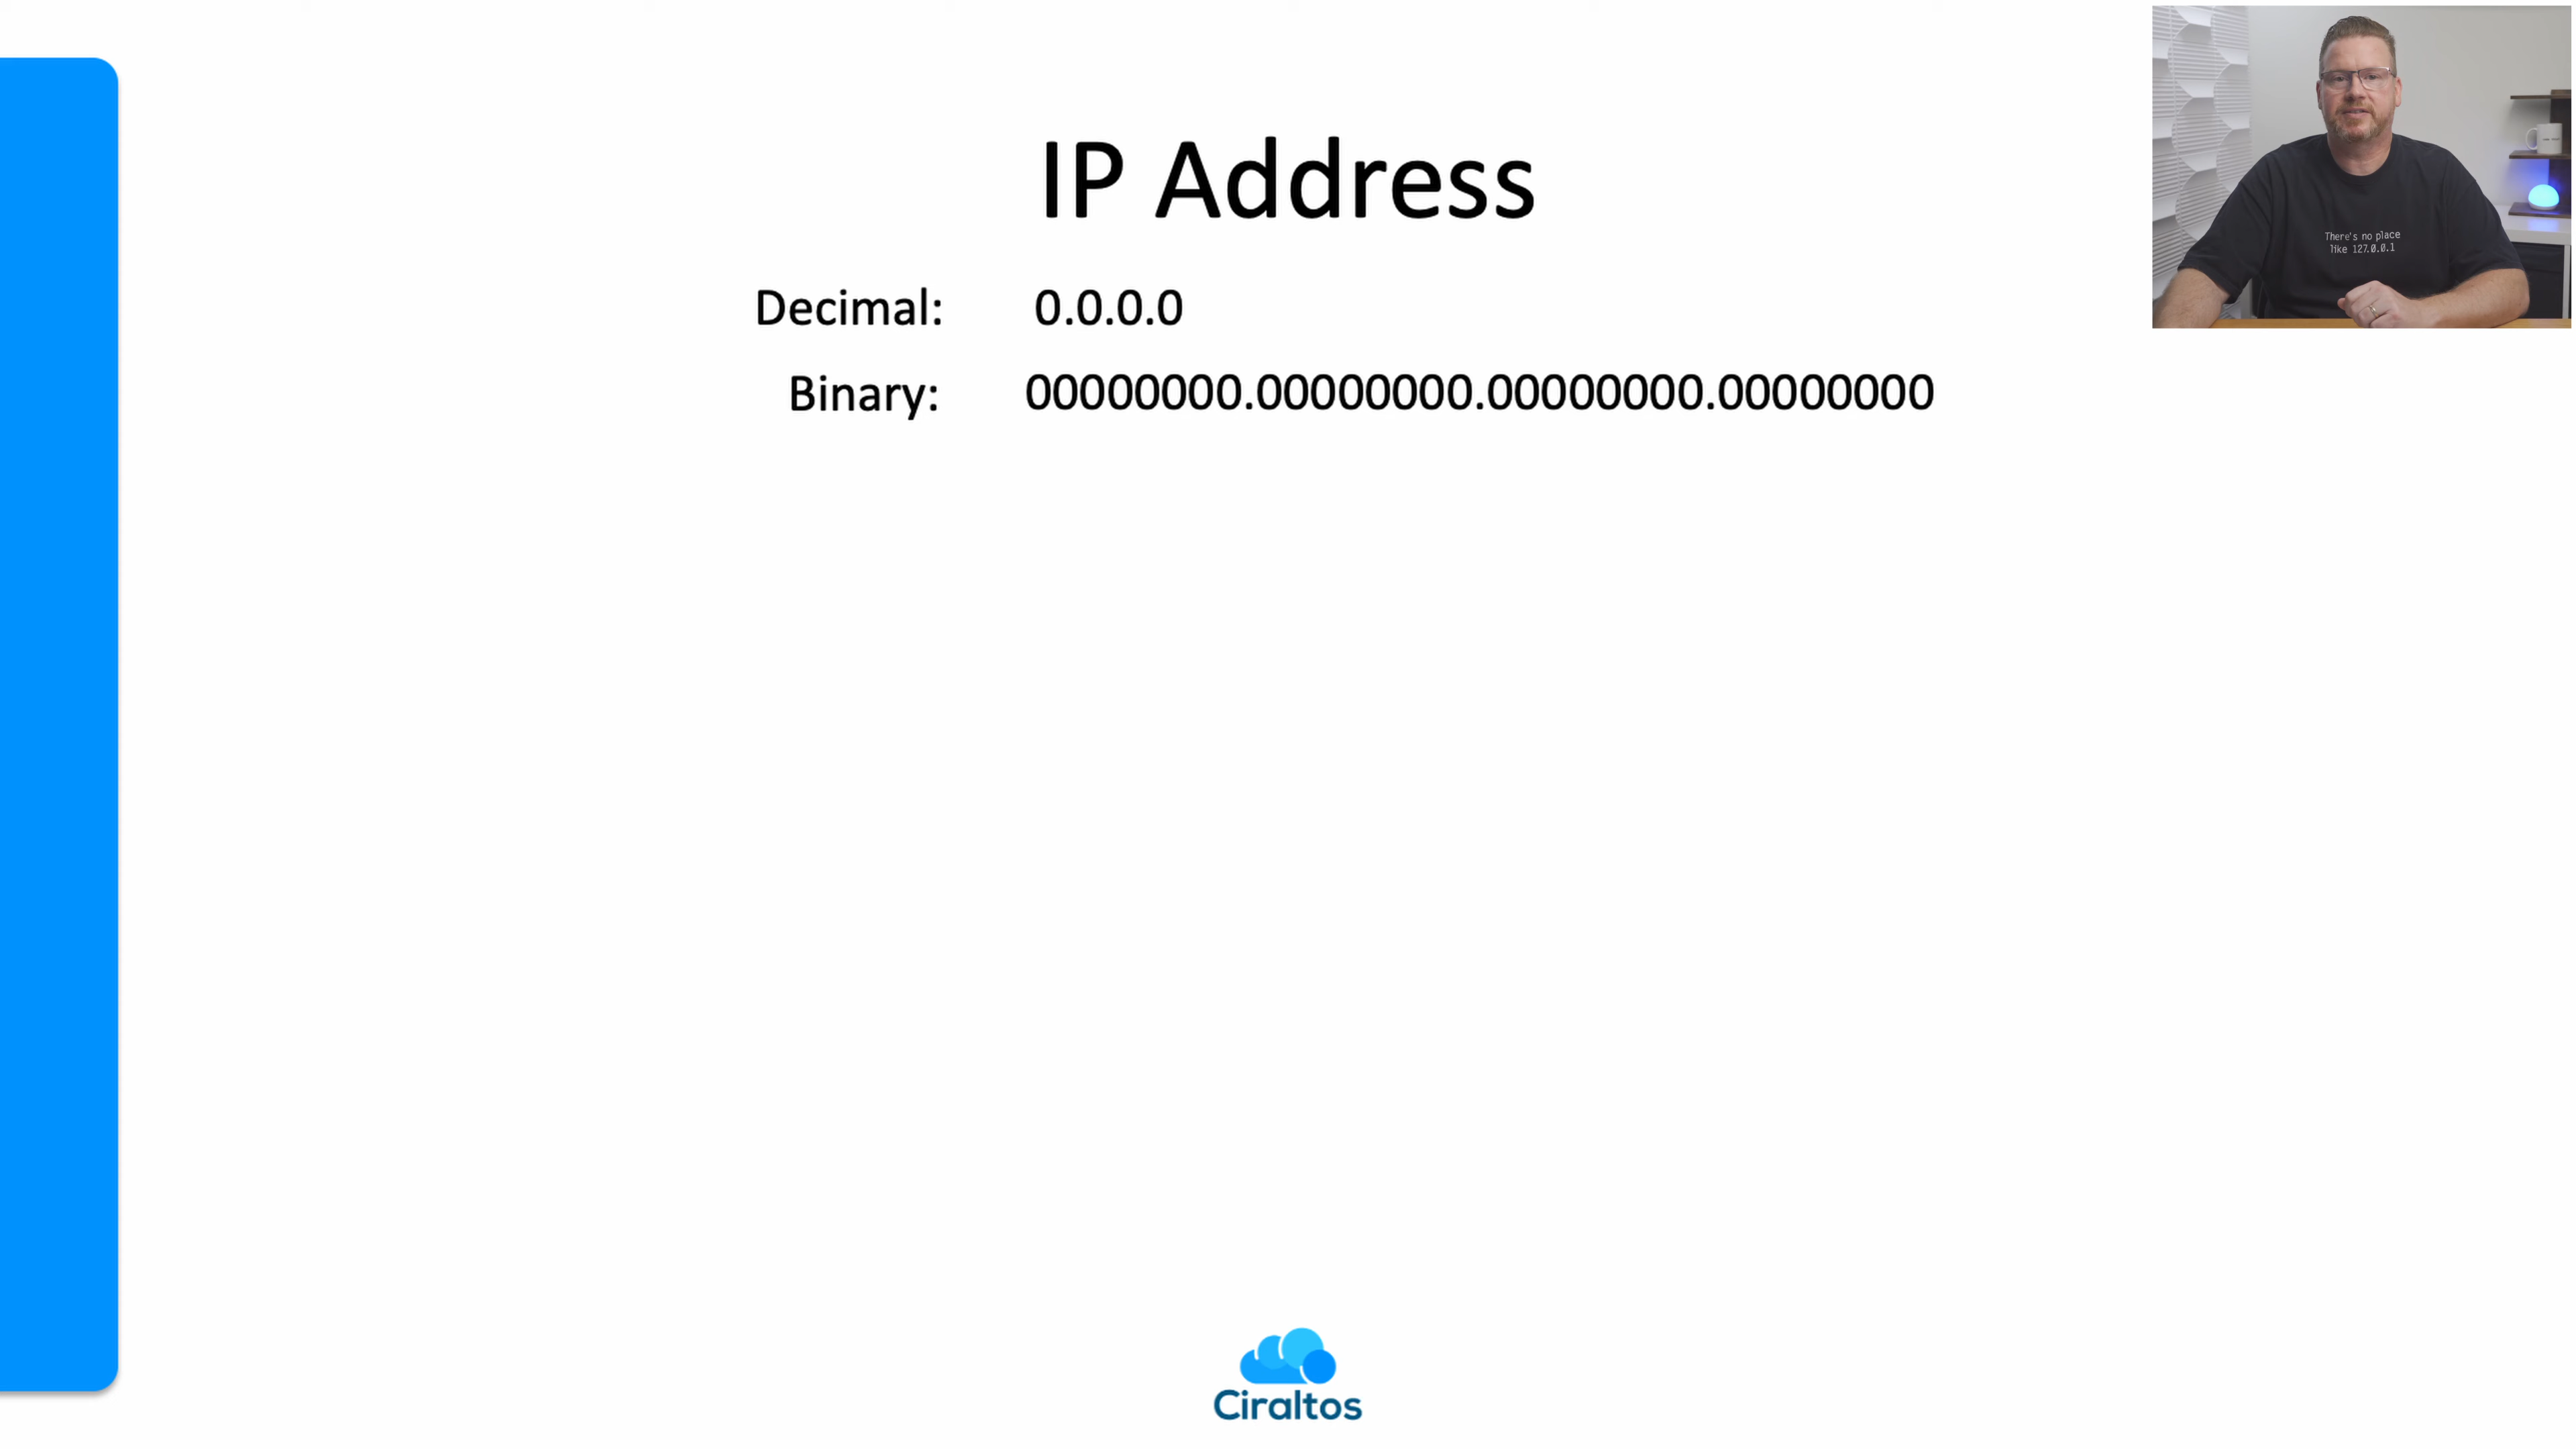 IP Address
Decimal: 0.0.0.0
Binary: 00000000.00000000.00000000.00000000
There's no place
like 127.0.0.1
Ciraltos